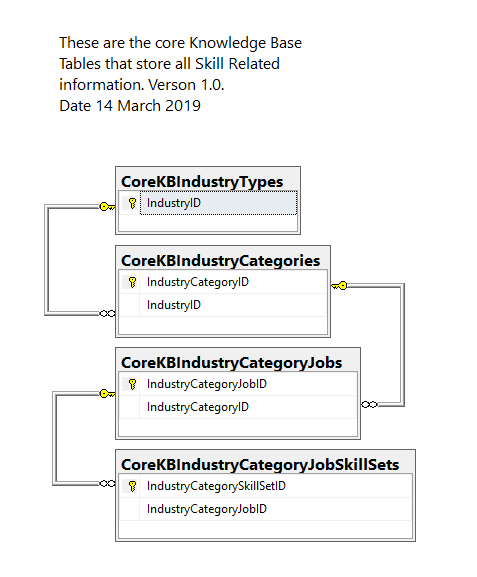 These are the core Knowledge Base
Tables that store all Skill Related
information. Verson 1.0.
Date 14 March 2019
CoreKBIndustryTypes
IndustryID
CoreKBIndustryCategories
IndustryCategoryID
IndustryID
CoreKBIndustryCategoryJobs
IndustryCategoryJobID
IndustryCategoryID
CoreKBIndustryCategoryJobSkillSets
IndustryCategorySkillSetID
IndustryCategoryJobID